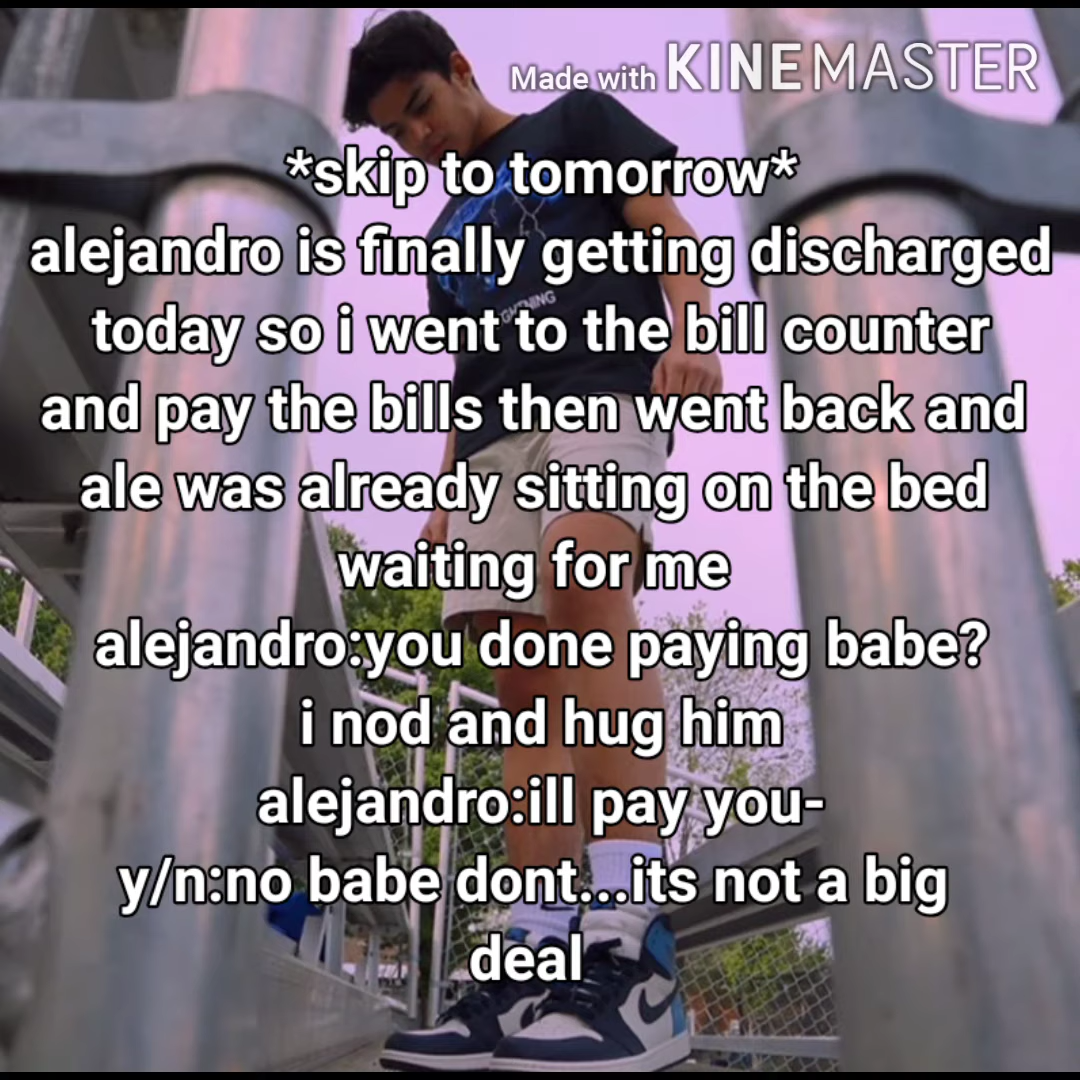 Made with KINEMASTER
*skip to tomorrow*
alejandro is finally getting discharged
today so i went to the bill counter
and pay the bills then went back and
ale was already sitting on the bed
waiting for me
alejandro:you done paying babe?
i nod and hug him
alejandro:ill pay you-
y/n:no babe dont...its not a big
deal